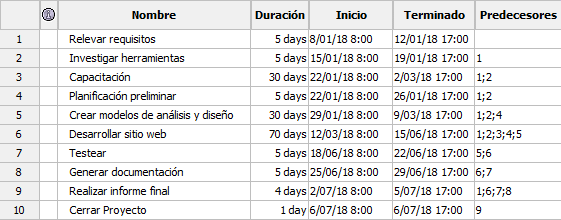 Nombre Duración Inicio Terminado Predecesores
1 Relevar requisitos 5 days 8/01/18 8:00 12/01/18 17:00
2 Investigar herramientas 5 days 15/01/18 8:00 19/01/18 17:00 1
3 Capacitación 30 days 22/01/18 8:00 2/03/18 17:00 1;2
4 Planificación preliminar 5 days 22/01/18 8:00 26/01/18 17:00 1;2
5 Crear modelos de análisis y diseño 30 days 29/01/18 8:00 9/03/18 17:00 1;2;4
6 Desarrollar sitio web 70 days 12/03/18 8:00 15/06/18 17:00 1;2;3;4;5
7 Testear 5 days 18/06/18 8:00 22/06/18 17:00 5;6
8 Generar documentación 5 days 25/06/18 8:00 29/06/18 17:00 6;7
9 Realizar informe final 4 days 2/07/18 8:00 5/07/18 17:00 1;6;7;8
10 Cerrar Proyecto 1 day 6/07/18 8:00 6/07/18 17:00 9